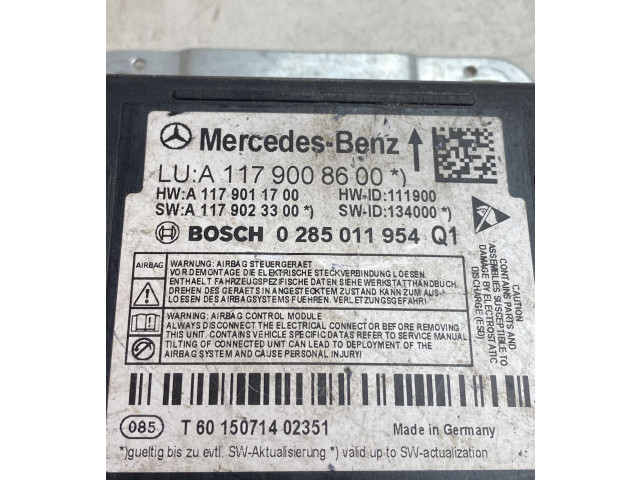 Mercedes-Benz
LU:A 117 900 86 00 *)
HW:A 117 901 17 00 HW-ID:111900
SW:A 117 902 33 00 *) SW-ID:134000 *)
BOSCH 0 285 011 954 Q1
AIRBAG
WARNUNG: AIRBAG STEUERGERAET
VOR DEMONTAGE DIE ELEKTRISCHE STECKVERBINDUNG LOESEN.
ENTHAELT FAHRZEUGSPEZIFISCHE DATEN SIEHE WERKSTATTHANDBUCH.
DREHEN DES GERAETS IN ANGESTECKTEM ZUSTAND KANN ZUM AUS-
LOESEN DES AIRBAGSYSTEMS FUEHREN. VERLETZUNGSGEFAHR!
WARNING: AIRBAG CONTROL MODULE
ALWAYS DISCONNECT THE ELECTRICAL CONNECTOR BEFORE REMOVING
THIS UNIT. CONTAINS VEHICLE SPECIFIC DATAS REFER TO SERVICE MANUAL
TILTING OF CONNECTED UNIT CAN LEAD TO DEPLOYMENT OF
AIRBAG SYSTEM AND CAUSE PERSONAL INJURY!
CAUTION
CONTAINS PARTS AND
ASSEMBLIES SUSCEPTIBLE TO
DAMAGE BY ELECTROSTATIC
DISCHARGE (ESD)
085 T 60 150714 02351 Made in Germany
*)gueltig bis zu evtl. SW-Aktualisierung *) valid up to SW-actualization